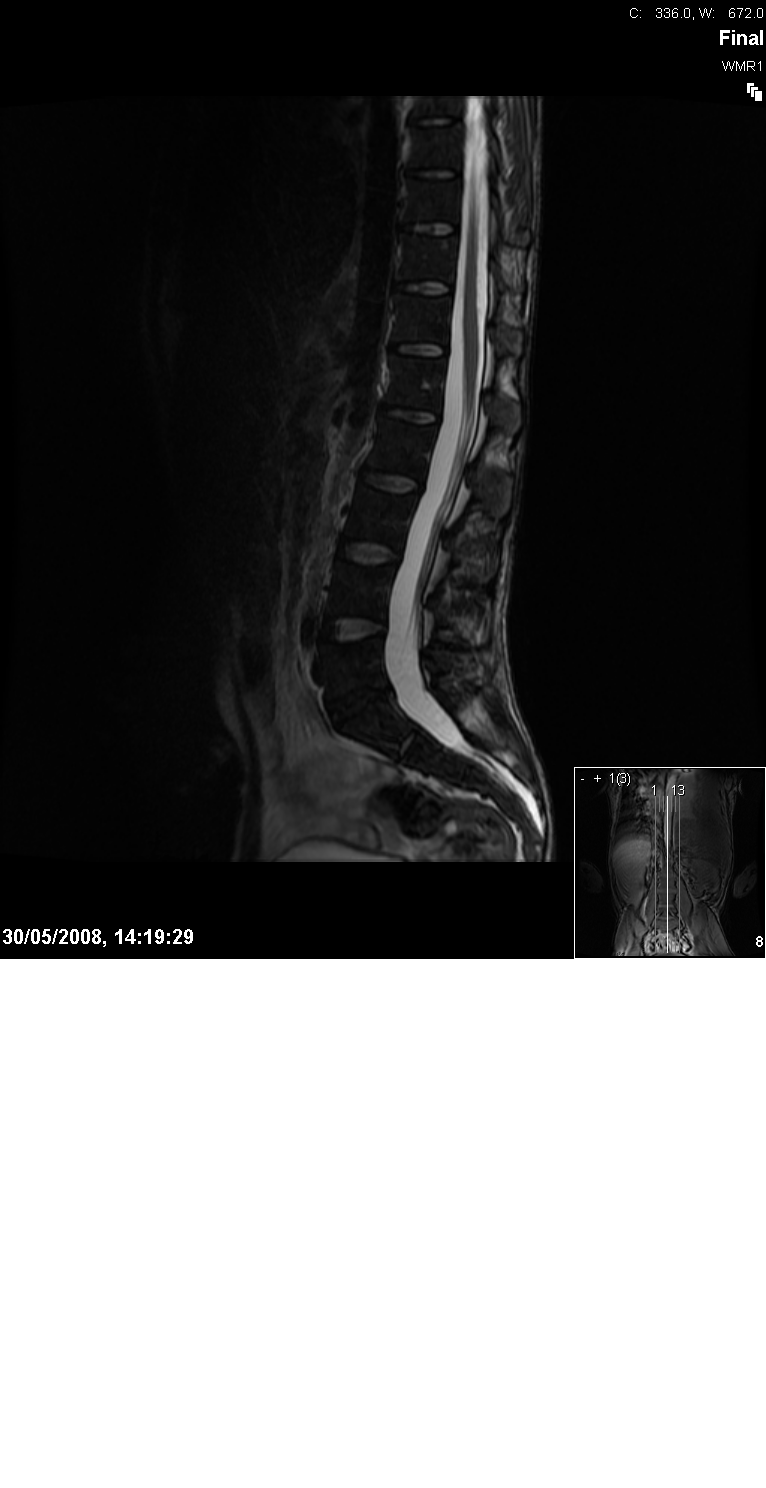 C: 336.0, W: 672.0
Final
WMR1
- + 1(3)
1 13
8
30/05/2008, 14:19:29